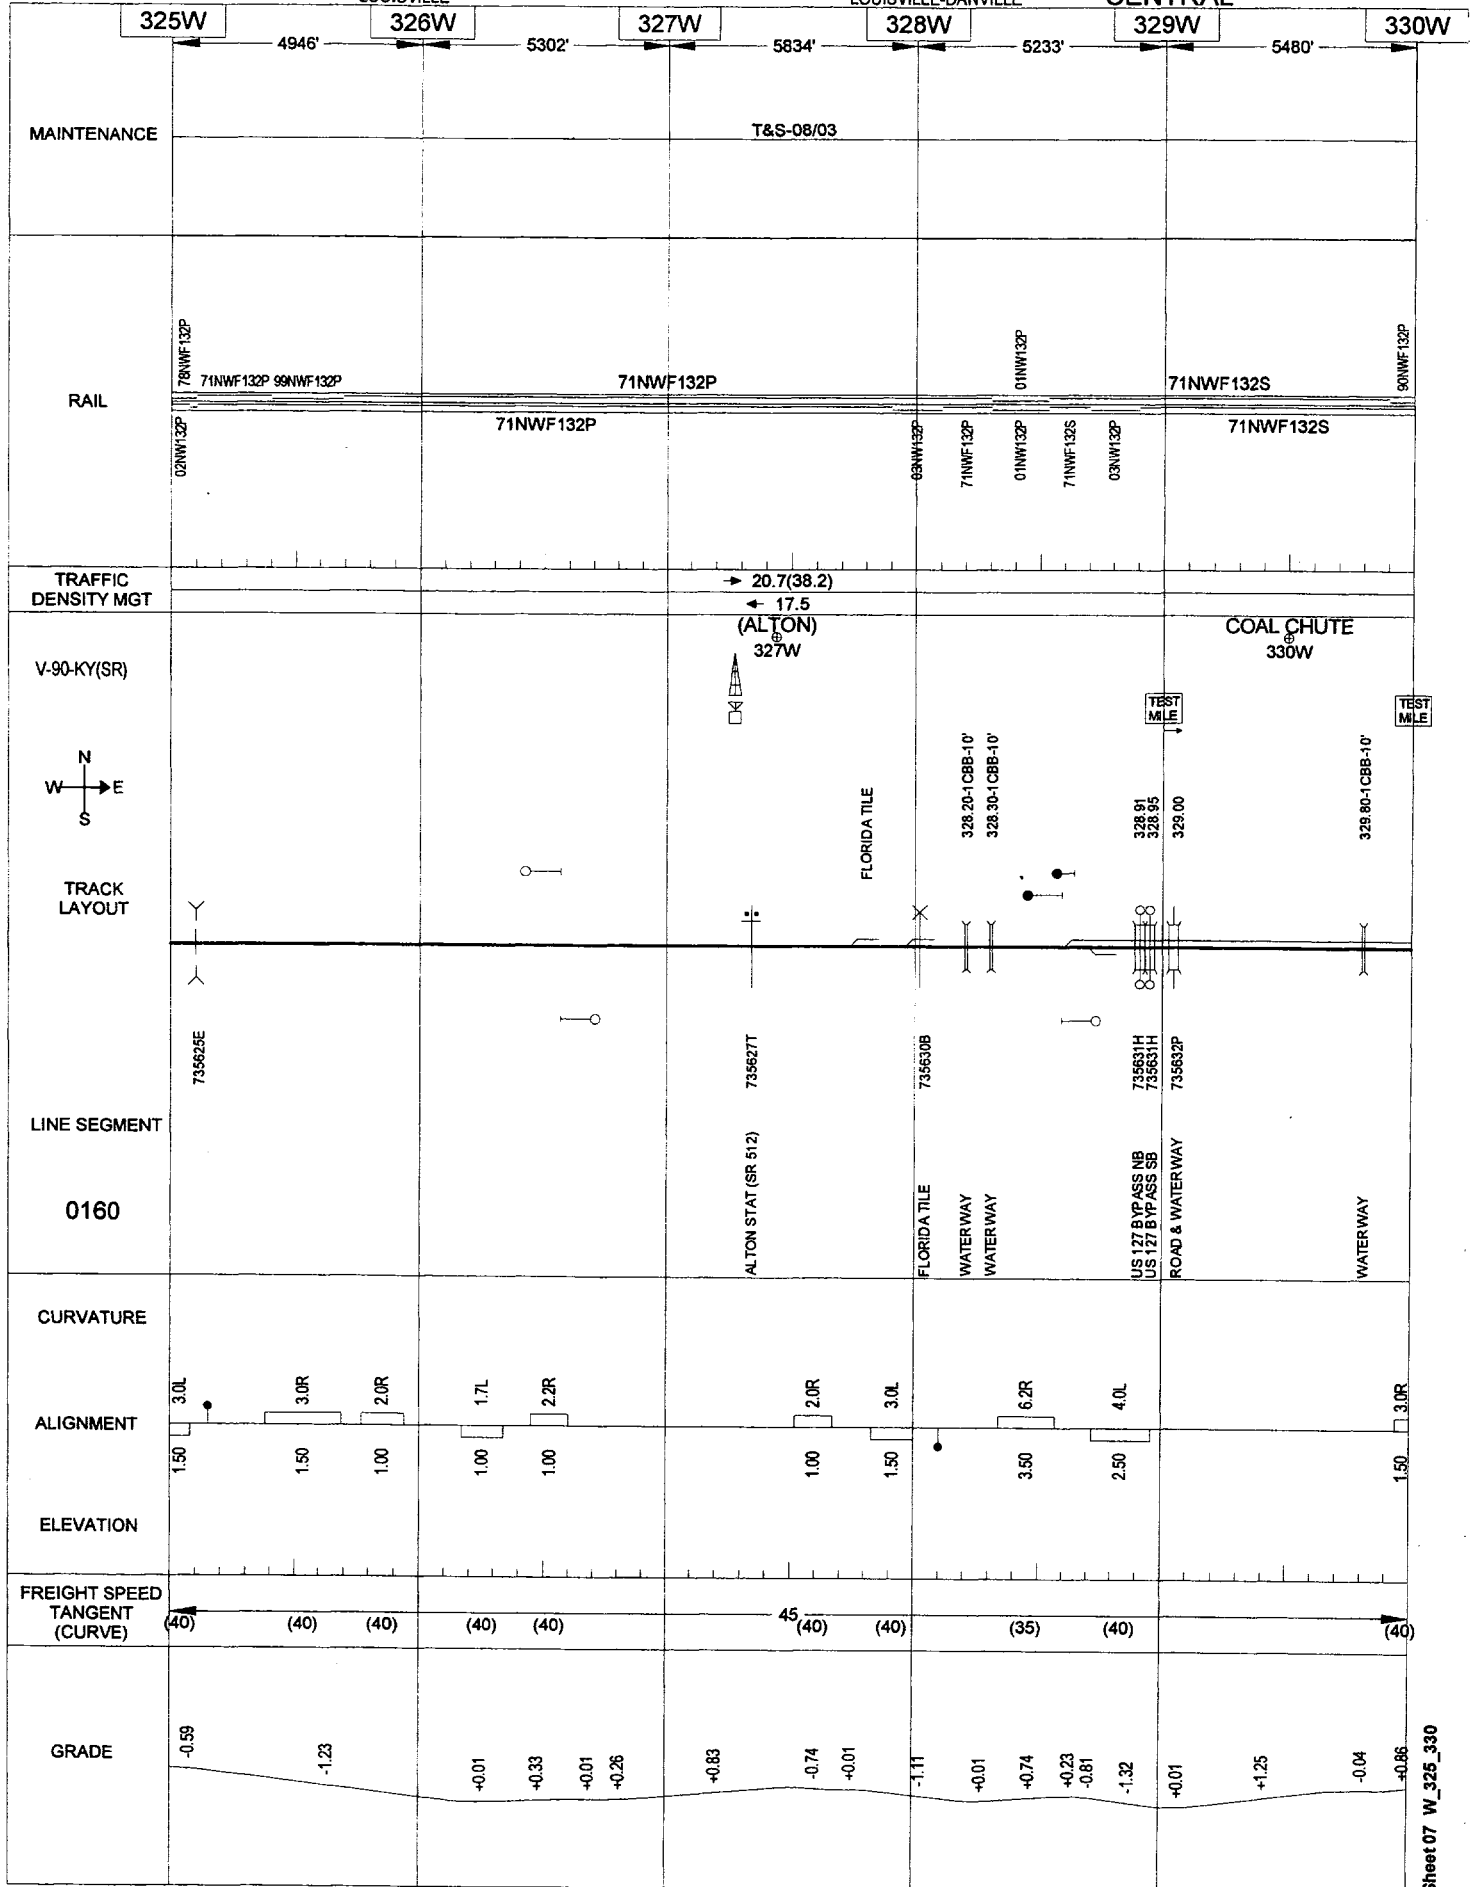 325W 326W 327W 328W 329W 330W
4946' 5302' 5834' 5233' 5480'
MAINTENANCE
T&S-08/03
RAIL
78NWF132P
71NWF132P 99NWF132P
71NWF132P
01NW132P
71NWF132S
90NWF132P
02NW132P
71NWF132P
03NW132P
71NWF132P
01NW132P
71NWF132S
03NW132P
71NWF132S
TRAFFIC
DENSITY MGT
20.7(38.2)
17.5
V-90-KY(SR)
(ALTON)
327W
COAL CHUTE
330W
TEST
MILE
TEST
MILE
N
W E
S
TRACK
LAYOUT
FLORIDA TILE
328.20-1CBB-10'
328.30-1CBB-10'
328.91
328.95
329.00
329.80-1CBB-10'
735625E
735627T
735630B
735631H
735631H
735632P
LINE SEGMENT
0160
ALTON STAT (SR 512)
FLORIDA TILE
WATERWAY
WATERWAY
US 127 BYPASS NB
US 127 BYPASS SB
ROAD & WATERWAY
WATERWAY
CURVATURE
3.0L 3.0R 2.0R 1.7L 2.2R 2.0R 3.0L 6.2R 4.0L 3.0R
ALIGNMENT
1.50 1.50 1.00 1.00 1.00 1.00 1.50 3.50 2.50 1.50
ELEVATION
FREIGHT SPEED
TANGENT
(CURVE)
45
(40) (40) (40) (40) (40) (40) (40) (35) (40) (40)
GRADE
-0.59 -1.23 +0.01 +0.33 +0.01 +0.26 +0.83 -0.74 +0.01 -1.11 +0.01 +0.74 +0.23 -0.81 -1.32 +0.01 +1.25 -0.04 +0.86
Sheet 07 W_325_330